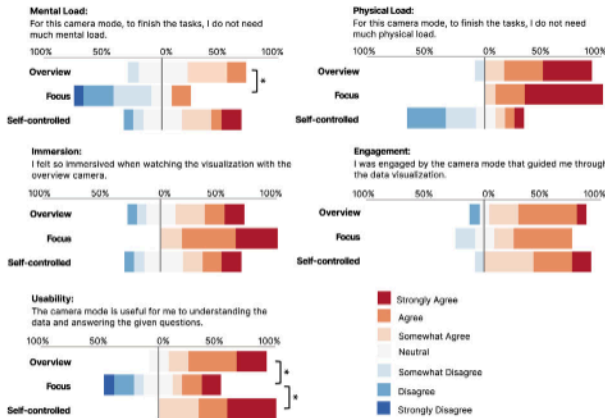 Mental Load:
For this camera mode, to finish the tasks, I do not need
much mental load.
100% 50% 0% 50% 100%
Overview
*
Focus
Self-controlled
Physical Load:
For this camera mode, to finish the tasks, I do not need
much physical load.
100% 50% 0% 50% 100%
Overview
Focus
Self-controlled
Immersion:
I felt so immersived when watching the visualization with the
overview camera.
100% 50% 0% 50% 100%
Overview
Focus
Self-controlled
Engagement:
I was engaged by the camera mode that guided me through
the data visualization.
100% 50% 0% 50% 100%
Overview
Focus
Self-controlled
Usability:
The camera mode is useful for me to understanding the
data and answering the given questions.
100% 50% 0% 50% 100%
Overview
*
Focus
*
Self-controlled
Strongly Agree
Agree
Somewhat Agree
Neutral
Somewhat Disagree
Disagree
Strongly Disagree